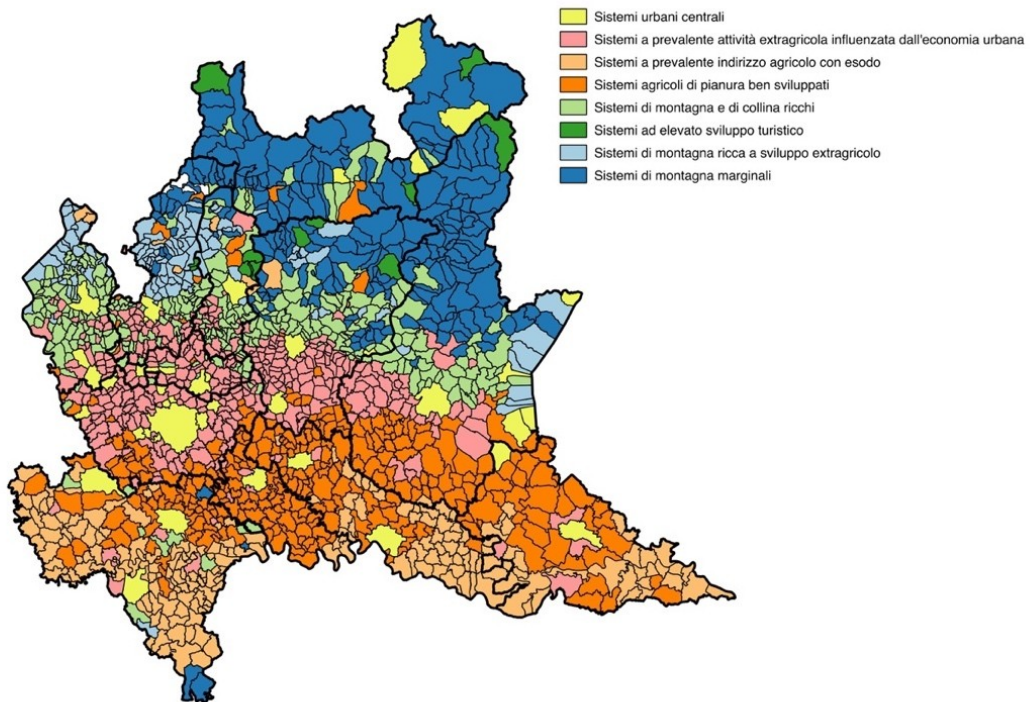 Sistemi urbani centrali
Sistemi a prevalente attività extragricola influenzata dall'economia urbana
Sistemi a prevalente indirizzo agricolo con esodo
Sistemi agricoli di pianura ben sviluppati
Sistemi di montagna e di collina ricchi
Sistemi ad elevato sviluppo turistico
Sistemi di montagna ricca a sviluppo extragricolo
Sistemi di montagna marginali